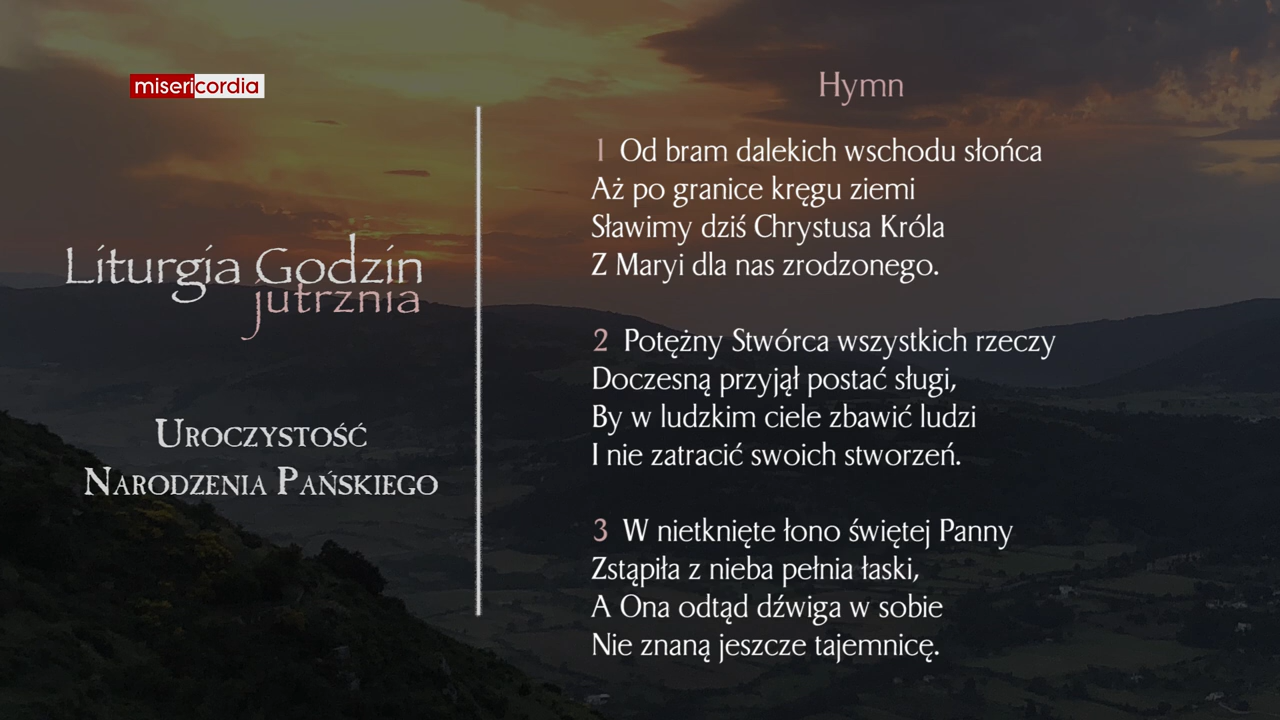 misericordia
Liturgia Godzin
jutrznia
Uroczystość
Narodzenia Pańskiego
Hymn
1 Od bram dalekich wschodu słońca
Aż po granice kręgu ziemi
Sławimy dziś Chrystusa Króla
Z Maryi dla nas zrodzonego.
2 Potężny Stwórca wszystkich rzeczy
Doczesną przyjął postać sługi,
By w ludzkim ciele zbawić ludzi
I nie zatracić swoich stworzeń.
3 W nietknięte łono świętej Panny
Zstąpiła z nieba pełnia łaski,
A Ona odtąd dźwiga w sobie
Nie znaną jeszcze tajemnicę.